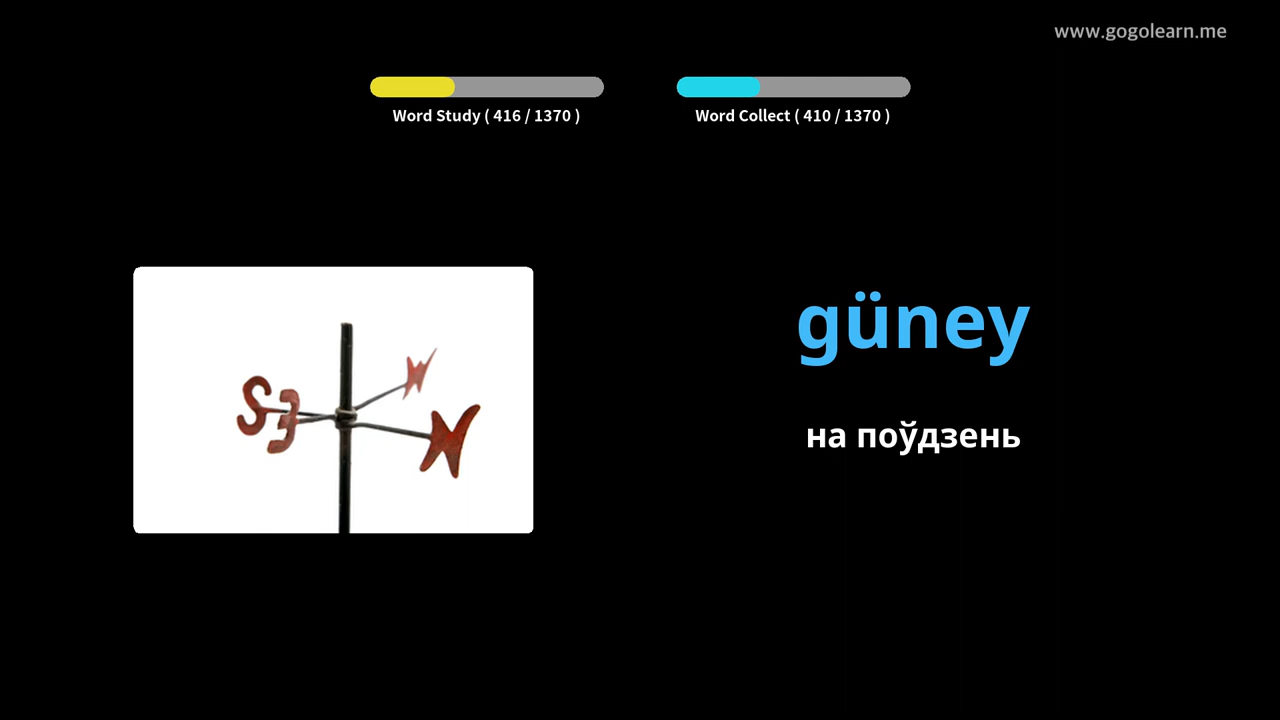 www.gogolearn.me
Word Study ( 416 / 1370 )
Word Collect ( 410 / 1370 )
S
E
N
güney
на поўдзень